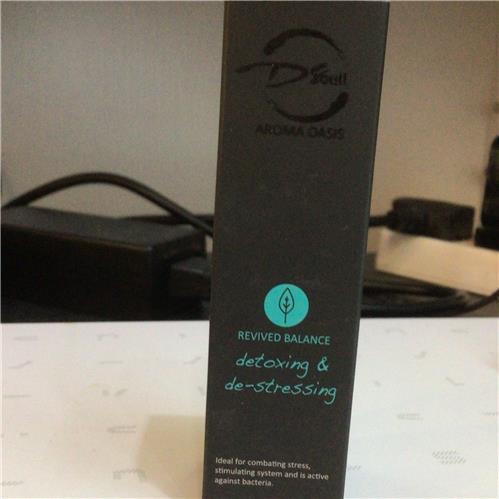 D'Soul
AROMA OASIS
REVIVED BALANCE
detoxing &
de-stressing
Ideal for combating stress,
stimulating system and is active
against bacteria.